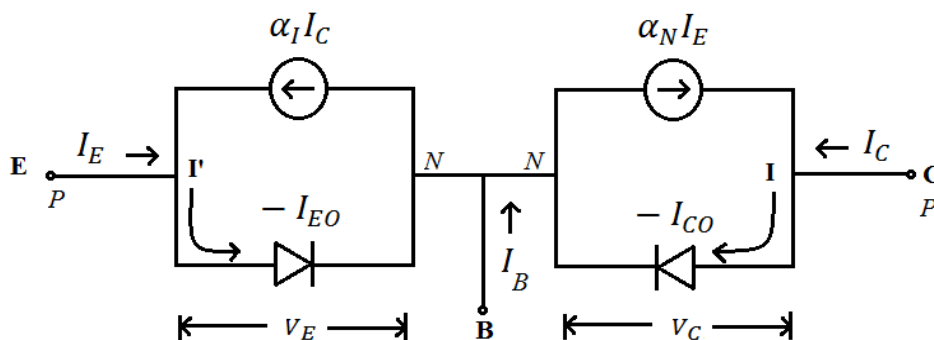 α_I I_C
α_N I_E
E
I_E
I'
N
N
I
I_C
C
P
P
− I_EO
I_B
− I_CO
V_E
B
V_C